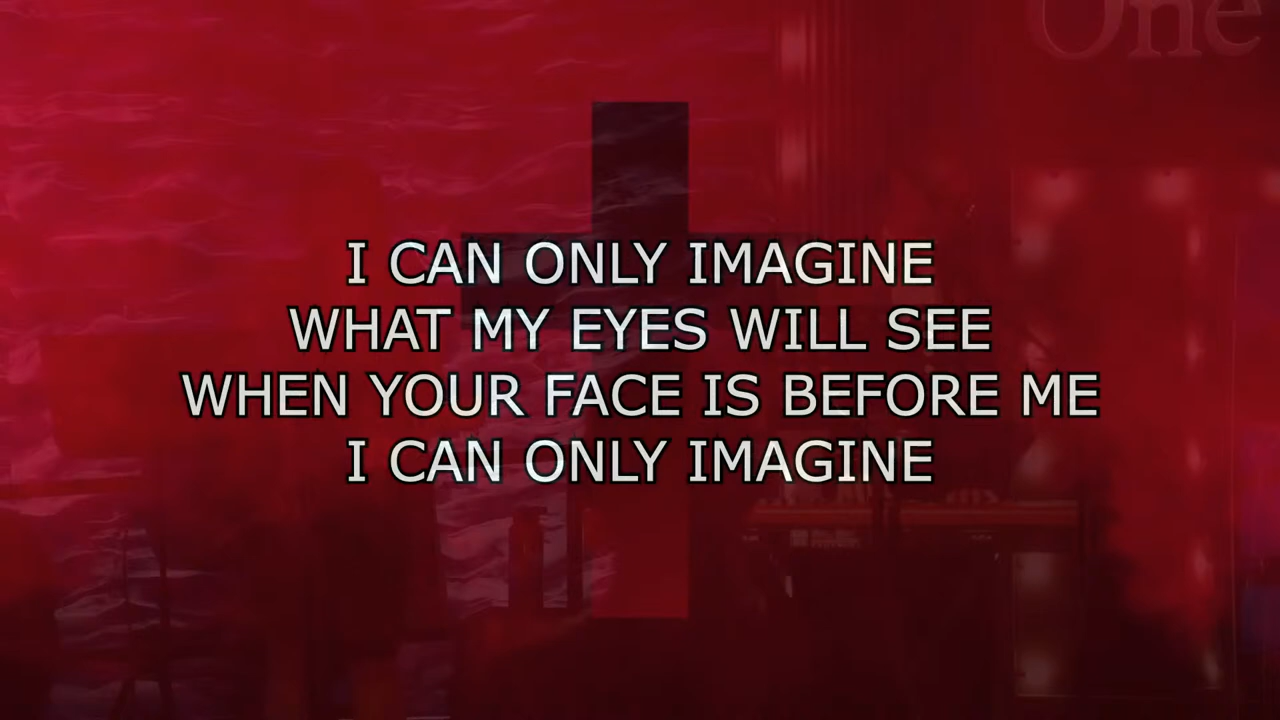 One
I CAN ONLY IMAGINE
WHAT MY EYES WILL SEE
WHEN YOUR FACE IS BEFORE ME
I CAN ONLY IMAGINE